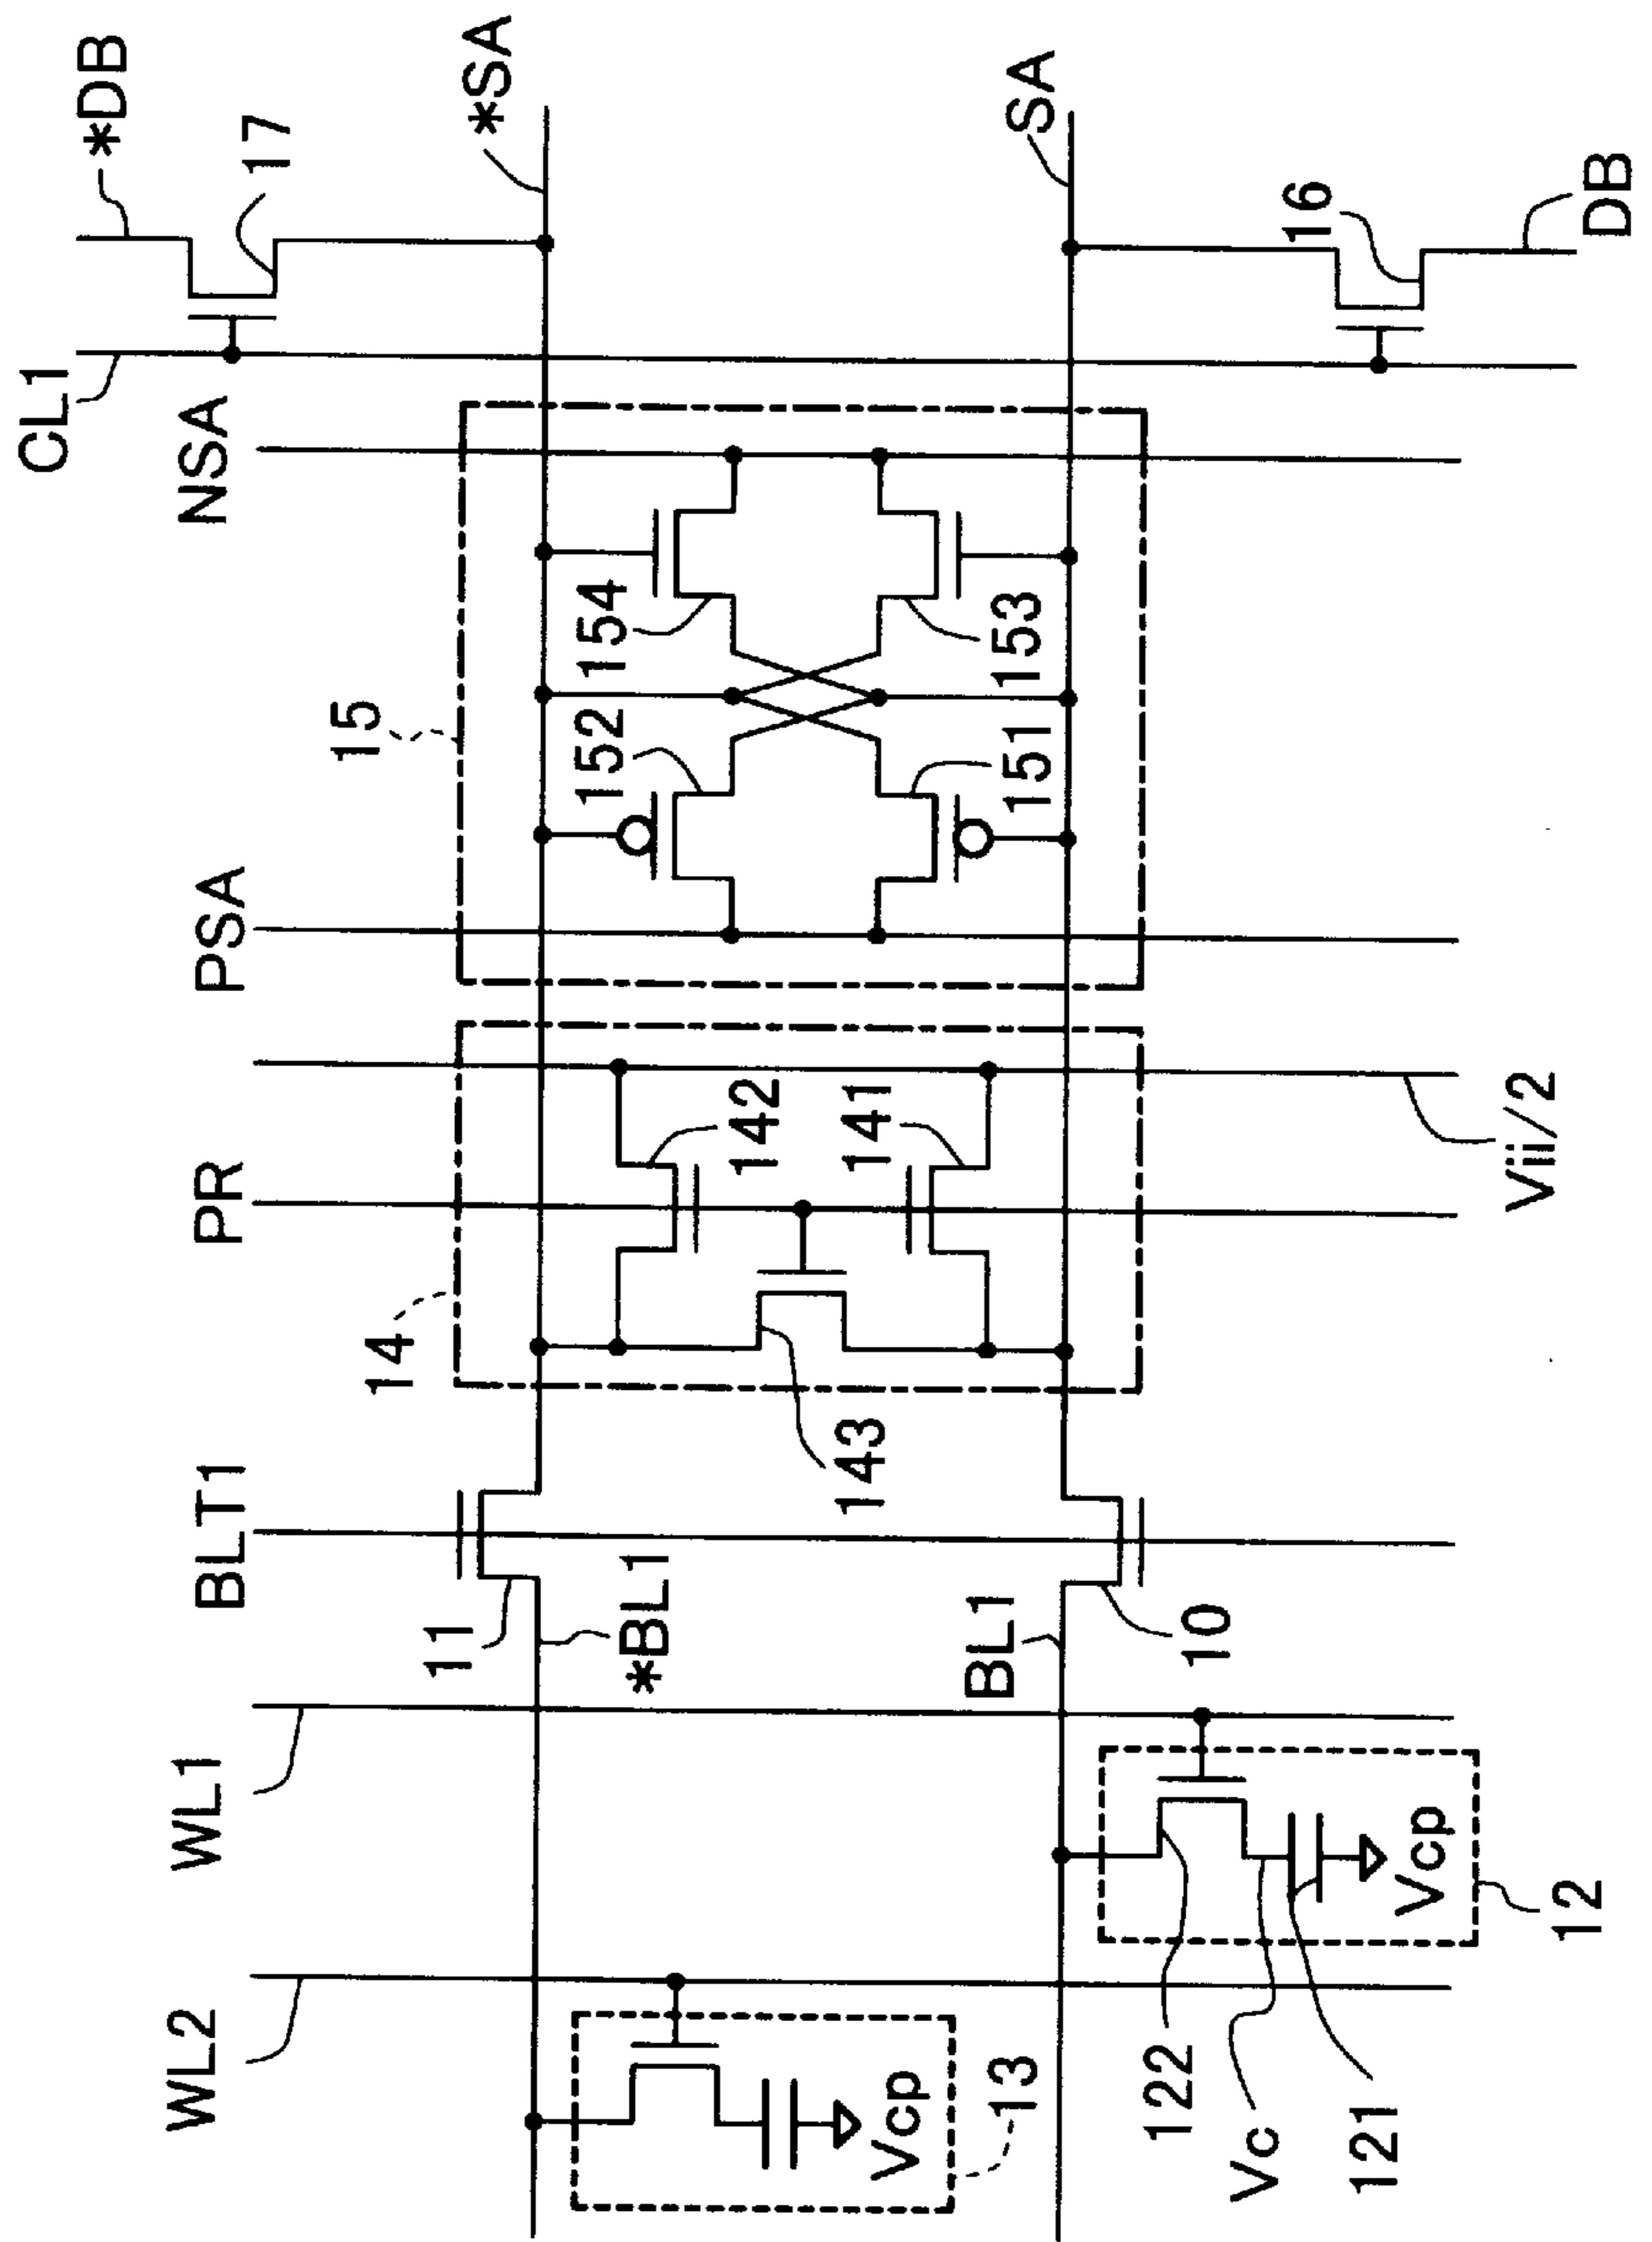 *DB
17
*SA
SA
16
DB
CL1
NSA
154
153
15
152
151
PSA
142
141
Vii/2
PR
14
143
BLT1
11
*BL1
BL1
10
WL1
Vcp
12
WL2
Vcp
13
122
Vc
121